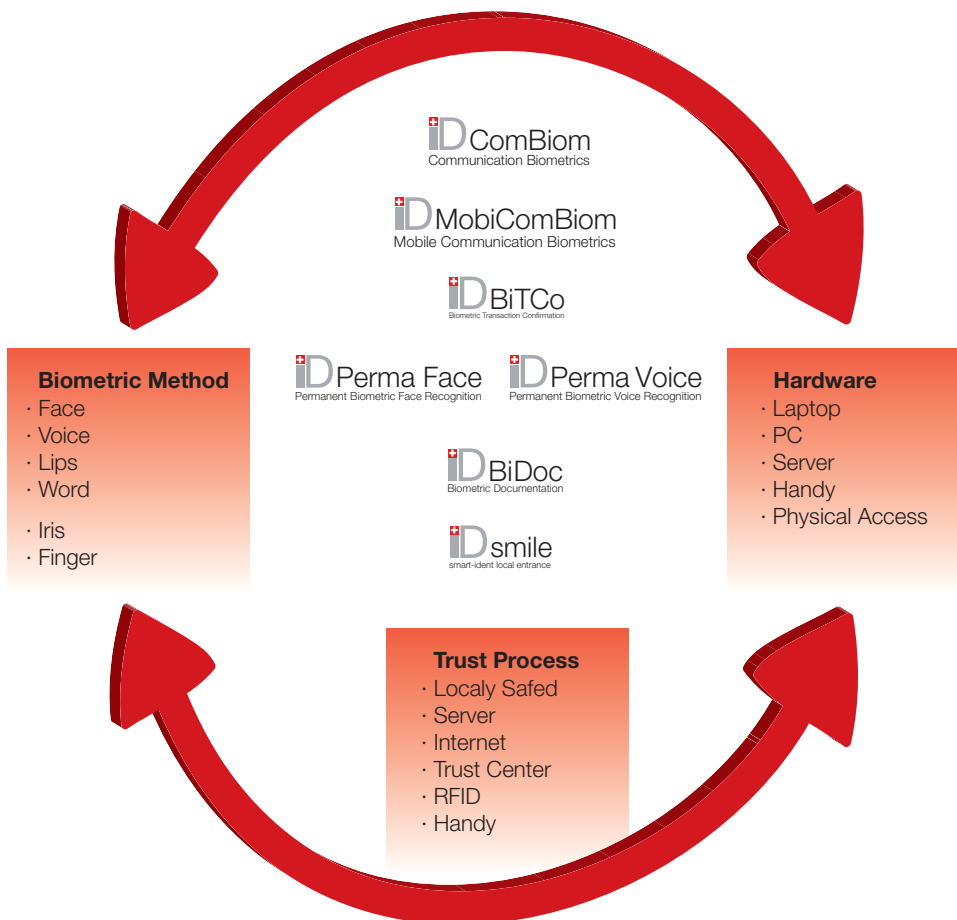 iD ComBiom
Communication Biometrics
iD MobiComBiom
Mobile Communication Biometrics
iD BiTCo
Biometric Transaction Confirmation
iD Perma Face
Permanent Biometric Face Recognition
iD Perma Voice
Permanent Biometric Voice Recognition
iD BiDoc
Biometric Documentation
iD smile
smart-ident local entrance
Biometric Method
· Face
· Voice
· Lips
· Word
· Iris
· Finger
Hardware
· Laptop
· PC
· Server
· Handy
· Physical Access
Trust Process
· Localy Safed
· Server
· Internet
· Trust Center
· RFID
· Handy